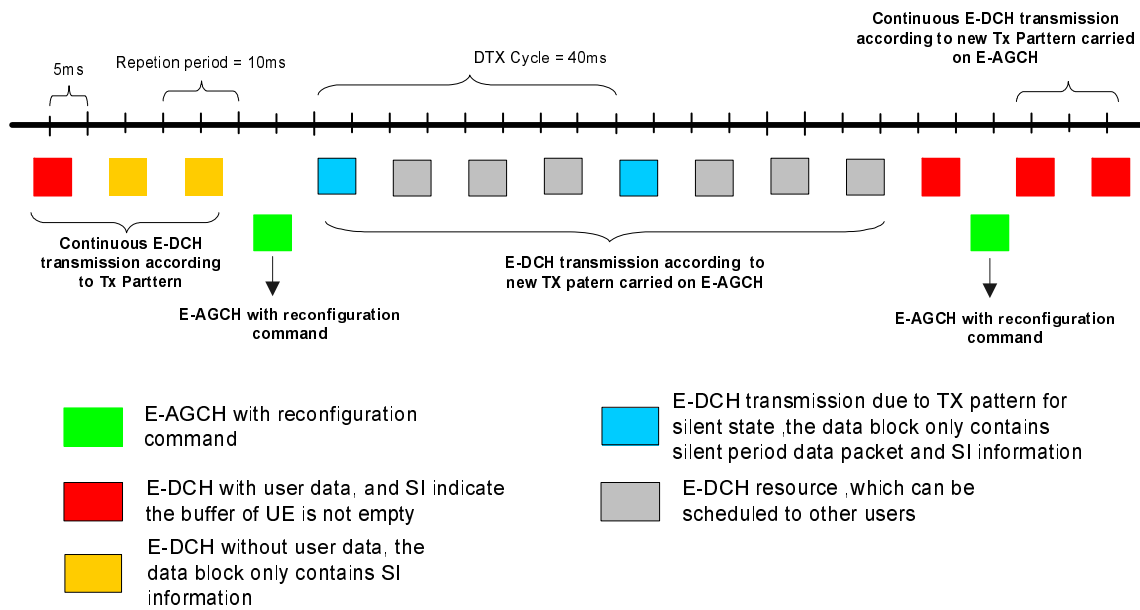 5ms
Repetion period = 10ms
DTX Cycle = 40ms
Continuous E-DCH transmission
according to new Tx Parttern carried
on E-AGCH
Continuous E-DCH
transmission according
to Tx Parttern
E-AGCH with reconfiguration
command
E-DCH transmission according to
new TX patern carried on E-AGCH
E-AGCH with reconfiguration
command
E-AGCH with reconfiguration
command
E-DCH with user data, and SI indicate
the buffer of UE is not empty
E-DCH without user data, the
data block only contains SI
information
E-DCH transmission due to TX pattern for
silent state ,the data block only contains
silent period data packet and SI information
E-DCH resource ,which can be
scheduled to other users